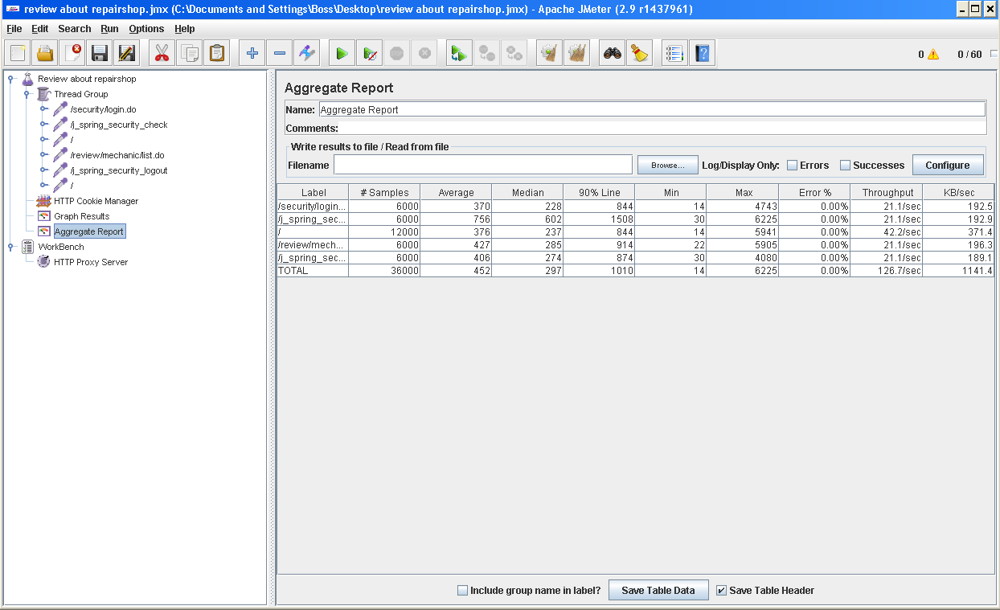 review about repairshop.jmx (C:\Documents and Settings\Boss\Desktop\review about repairshop.jmx) - Apache JMeter (2.9 r1437961)
File Edit Search Run Options Help
0 0 / 60
Review about repairshop
Thread Group
/security/login.do
/j_spring_security_check
/
/review/mechanic/list.do
/j_spring_security_logout
/
HTTP Cookie Manager
Graph Results
Aggregate Report
WorkBench
HTTP Proxy Server
Aggregate Report
Name: Aggregate Report
Comments:
Write results to file / Read from file
Filename Browse... Log/Display Only: Errors Successes Configure
Label # Samples Average Median 90% Line Min Max Error % Throughput KB/sec
/security/login... 6000 370 228 844 14 4743 0.00% 21.1/sec 192.5
/j_spring_sec... 6000 756 602 1508 30 6225 0.00% 21.1/sec 192.9
/ 12000 376 237 844 14 5941 0.00% 42.2/sec 371.4
/review/mech... 6000 427 285 914 22 5905 0.00% 21.1/sec 196.3
/j_spring_sec... 6000 406 274 874 30 4080 0.00% 21.1/sec 189.1
TOTAL 36000 452 297 1010 14 6225 0.00% 126.7/sec 1141.4
Include group name in label? Save Table Data Save Table Header